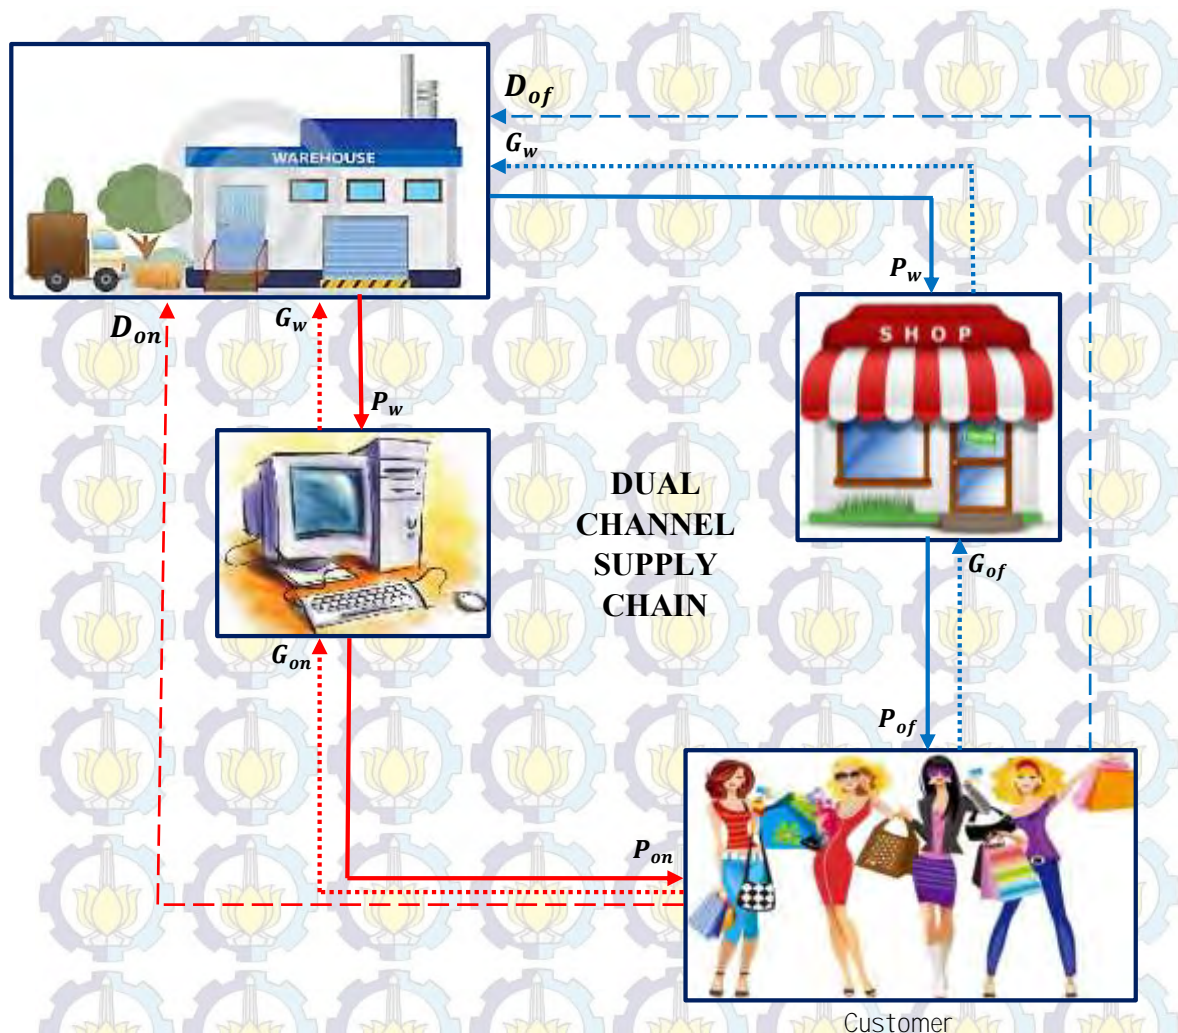 D_of
G_w
WAREHOUSE
P_w
SHOP
D_on
G_w
P_w
DUAL
CHANNEL
SUPPLY
CHAIN
G_of
G_on
P_of
P_on
Customer